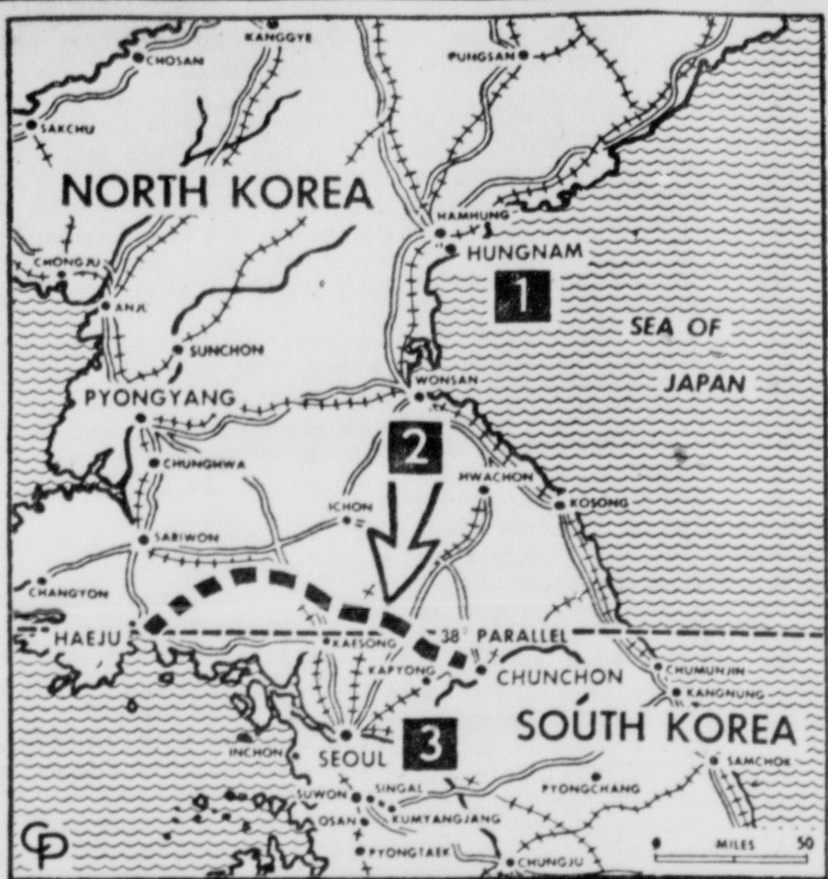 KANGGYE
CHOSAN
PUNGSAN
SAKCHU
NORTH KOREA
HAMHUNG
HUNGNAM
CHONGJU
1
ANJU
SEA OF
JAPAN
SUNCHON
WONSAN
PYONGYANG
2
CHUNGHWA
HWACHON
ICHON
KOSONG
SARIWON
CHANGYON
HAEJU
38° PARALLEL
KAESONG
KAPYONG
CHUNCHON
CHUMUNJIN
KANGNUNG
SOUTH KOREA
INCHON
SEOUL
3
SAMCHOK
SUWON
SINGAL
PYONGCHANG
OSAN
KUMYANGJANG
PYONGTAEK
CHUNGJU
CP
0 MILES 50